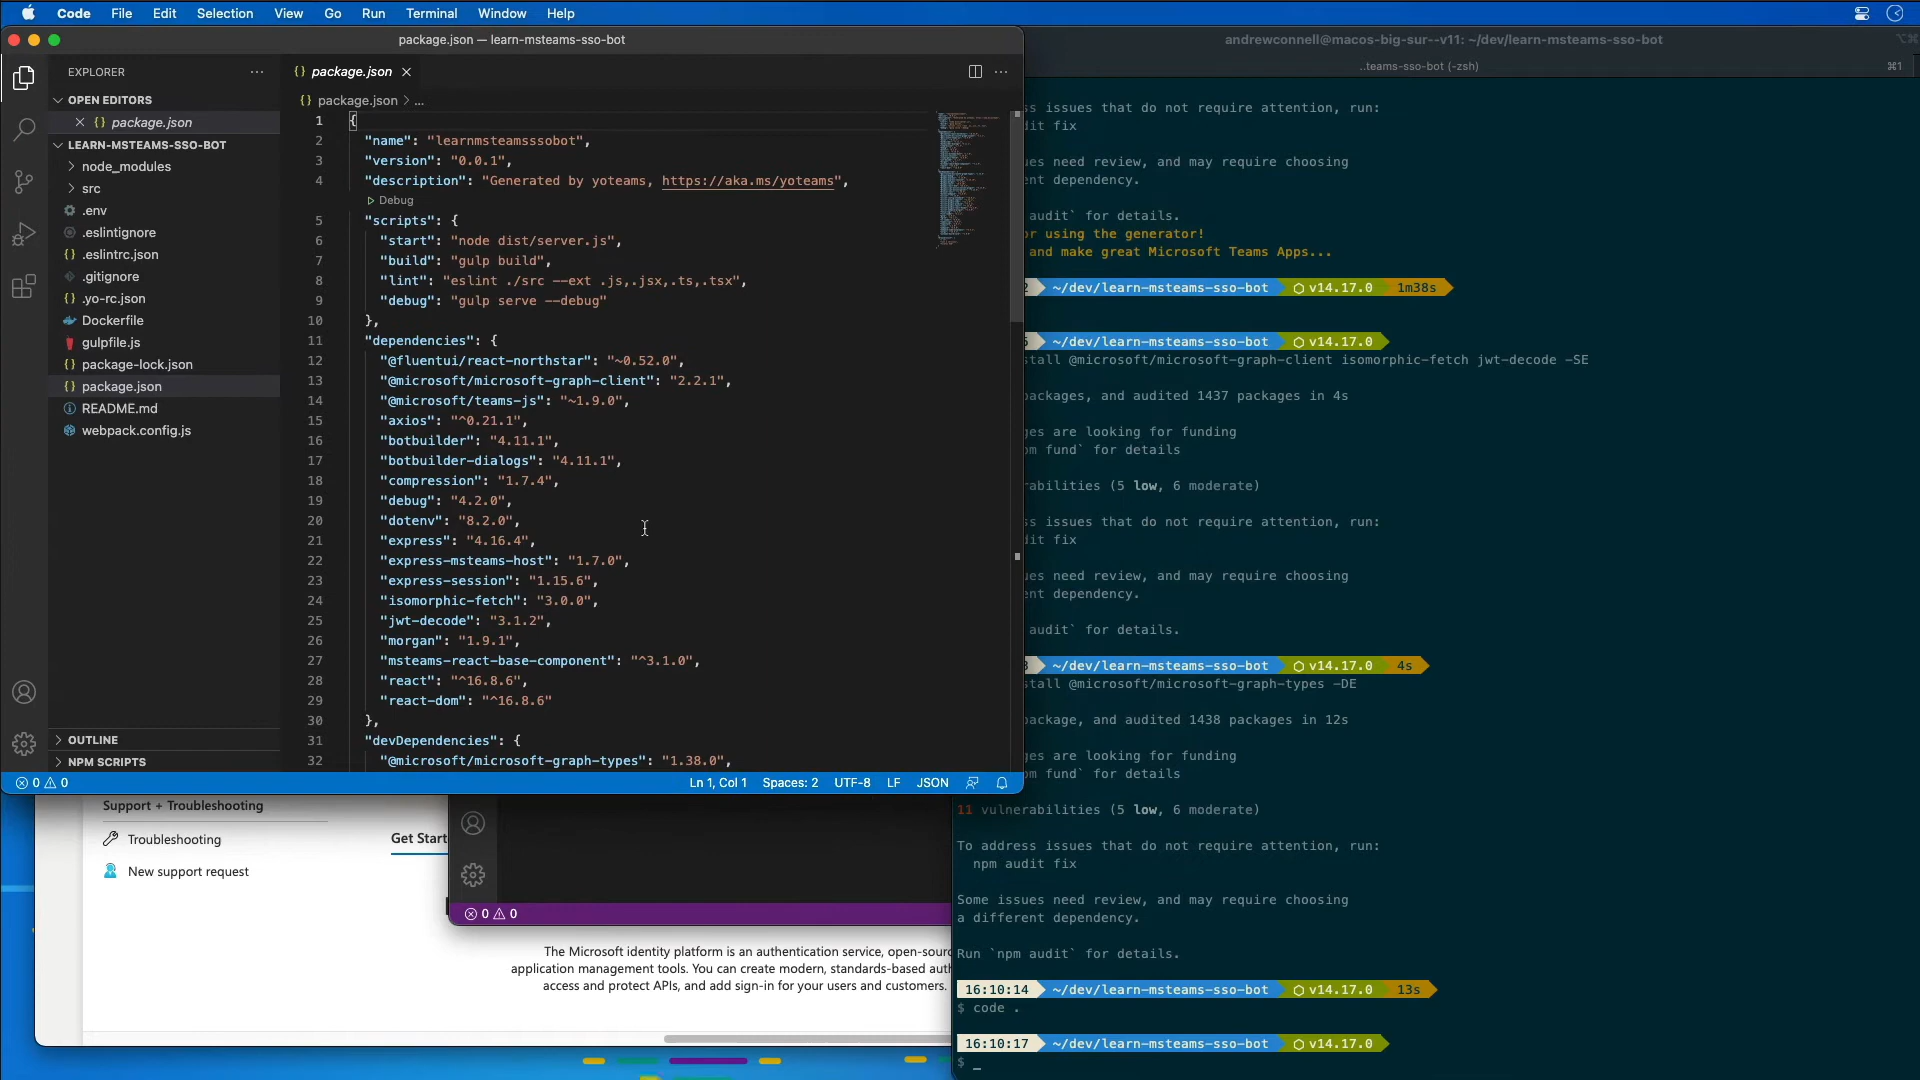 Code File Edit Selection View Go Run Terminal Window Help
package.json — learn-msteams-sso-bot
EXPLORER
OPEN EDITORS
package.json
LEARN-MSTEAMS-SSO-BOT
node_modules
src
.env
.eslintignore
.eslintrc.json
.gitignore
.yo-rc.json
Dockerfile
gulpfile.js
package-lock.json
package.json
README.md
webpack.config.js
OUTLINE
NPM SCRIPTS
package.json
package.json > ...
1 {
2 "name": "learnmsteamsssobot",
3 "version": "0.0.1",
4 "description": "Generated by yoteams, https://aka.ms/yoteams",
Debug
5 "scripts": {
6 "start": "node dist/server.js",
7 "build": "gulp build",
8 "lint": "eslint ./src --ext .js,.jsx,.ts,.tsx",
9 "debug": "gulp serve --debug"
10 },
11 "dependencies": {
12 "@fluentui/react-northstar": "~0.52.0",
13 "@microsoft/microsoft-graph-client": "2.2.1",
14 "@microsoft/teams-js": "~1.9.0",
15 "axios": "^0.21.1",
16 "botbuilder": "4.11.1",
17 "botbuilder-dialogs": "4.11.1",
18 "compression": "1.7.4",
19 "debug": "4.2.0",
20 "dotenv": "8.2.0",
21 "express": "4.16.4",
22 "express-msteams-host": "1.7.0",
23 "express-session": "1.15.6",
24 "isomorphic-fetch": "3.0.0",
25 "jwt-decode": "3.1.2",
26 "morgan": "1.9.1",
27 "msteams-react-base-component": "^3.1.0",
28 "react": "^16.8.6",
29 "react-dom": "^16.8.6"
30 },
31 "devDependencies": {
32 "@microsoft/microsoft-graph-types": "1.38.0",
0 0
Ln 1, Col 1 Spaces: 2 UTF-8 LF JSON
Support + Troubleshooting
Troubleshooting
New support request
Get Start
0 0
The Microsoft identity platform is an authentication service, open-sourc
application management tools. You can create modern, standards-based auth
access and protect APIs, and add sign-in for your users and customers.
andrewconnell@macos-big-sur--v11: ~/dev/learn-msteams-sso-bot
..teams-sso-bot (-zsh) ⌘1
ss issues that do not require attention, run:
dit fix
ues need review, and may require choosing
nt dependency.
audit` for details.
or using the generator!
and make great Microsoft Teams Apps...
2 ~/dev/learn-msteams-sso-bot v14.17.0 1m38s
~/dev/learn-msteams-sso-bot v14.17.0
stall @microsoft/microsoft-graph-client isomorphic-fetch jwt-decode -SE
packages, and audited 1437 packages in 4s
ges are looking for funding
pm fund` for details
rabilities (5 low, 6 moderate)
ss issues that do not require attention, run:
dit fix
ues need review, and may require choosing
nt dependency.
audit` for details.
~/dev/learn-msteams-sso-bot v14.17.0 4s
stall @microsoft/microsoft-graph-types -DE
package, and audited 1438 packages in 12s
ges are looking for funding
pm fund` for details
11 vulnerabilities (5 low, 6 moderate)
To address issues that do not require attention, run:
npm audit fix
Some issues need review, and may require choosing
a different dependency.
Run `npm audit` for details.
16:10:14 ~/dev/learn-msteams-sso-bot v14.17.0 13s
$ code .
16:10:17 ~/dev/learn-msteams-sso-bot v14.17.0
$ _